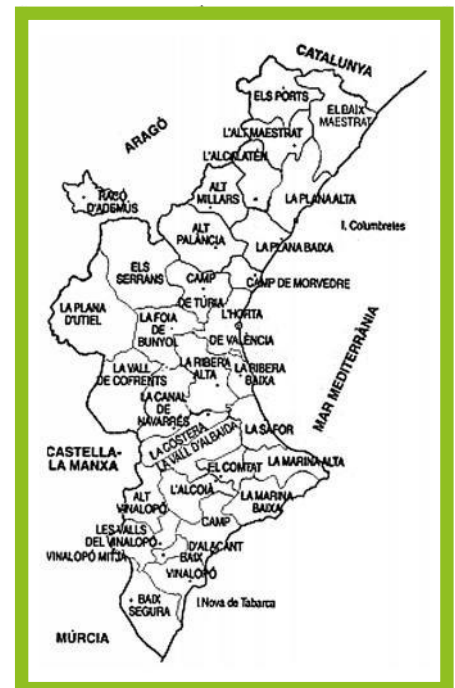 CATALUNYA
ELS PORTS
EL BAIX
MAESTRAT
ARAGÓ
L'ALT MAESTRAT
L'ALCALATÉN
RACÓ
D'ADEMÚS
ALT
MILLARS
LA PLANA ALTA
I. Columbretes
ALT
PALÀNCIA
LA PLANA BAIXA
ELS
SERRANS
CAMP
DE TÚRIA
CAMP DE MORVEDRE
LA PLANA
D'UTIEL
LA FOIA
DE
BUNYOL
L'HORTA
DE VALÈNCIA
MAR MEDITERRÀNIA
LA VALL
DE COFRENTS
LA RIBERA
ALTA
LA RIBERA
BAIXA
LA CANAL
DE
NAVARRÉS
CASTELLA-
LA MANXA
LA COSTERA
LA VALL D'ALBAIDA
LA SAFOR
EL COMTAT
LA MARINA ALTA
ALT
VINALOPÓ
L'ALCOIÀ
LA MARINA
BAIXA
LES VALLS
DEL VINALOPÓ
VINALOPÓ MITJÀ
CAMP
D'ALACANT
BAIX
VINALOPÓ
BAIX
SEGURA
I.Nova de Tabarca
MÚRCIA